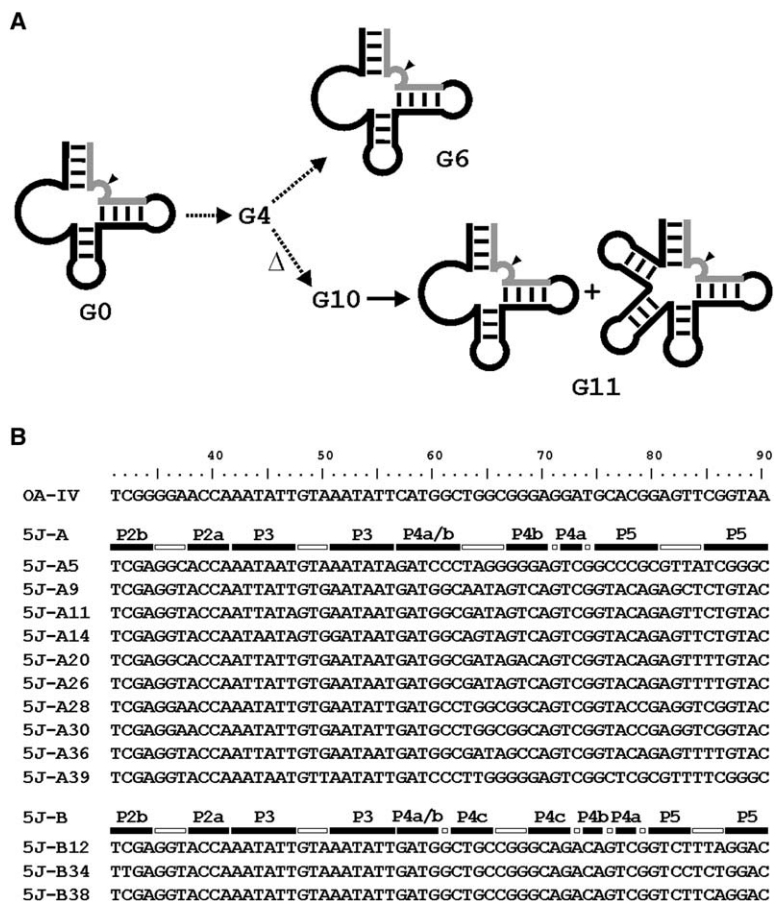 A
G0
G4
G6
Δ
G10
+
G11
B
40 50 60 70 80 90
OA-IV TCGGGGAACCAAATATTGTAAATATTCATGGCTGGCGGGAGGATGCACGGAGTTCGGTAA
5J-A P2b P2a P3 P3 P4a/b P4b P4a P5 P5
5J-A5 TCGAGGCACCAAATAATGTAAATATAGATCCCTAGGGGGAGTCGGCCCGCGTTATCGGGC
5J-A9 TCGAGGTACCAATTATTGTGAATAATGATGGCAATAGTCAGTCGGTACAGAGCTCTGTAC
5J-A11 TCGAGGTACCAATTATAGTGAATAATGATGGCGATAGTCAGTCGGTACAGAGTTCTGTAC
5J-A14 TCGAGGTACCAATAATAGTGGATAATGATGGCAGTAGTCAGTCGGTACAGAGTTCTGTAC
5J-A20 TCGAGGCACCAATTATTGTGAATAATGATGGCGATAGACAGTCGGTACAGAGTTTTGTAC
5J-A26 TCGAGGTACCAATTATTGTGAATAATGATGGCGATAGTCAGTCGGTACAGAGTTTTGTAC
5J-A28 TCGAGGAACCAAATATTGTGAATATTGATGCCTGGCGGCAGTCGGTACCGAGGTCGGTAC
5J-A30 TCGAGGAACCAAATATTGTGAATATTGATGCCTGGCGGCAGTCGGTACCGAGGTCGGTAC
5J-A36 TCGAGGTACCAATTATTGTGAATAATGATGGCGATAGCCAGTCGGTACAGAGTTTTGTAC
5J-A39 TCGAGGTACCAAATAATGTTAATATTGATCCCTTGGGGGAGTCGGCTCGCGTTTTCGGGC
5J-B P2b P2a P3 P3 P4a/b P4c P4c P4b P4a P5 P5
5J-B12 TCGAGGTACCAAATATTGTAAATATTGATGGCTGCCGGGCAGACAGTCGGTCTTTAGGAC
5J-B34 TTGAGGTACCAAATATTGTAAATATTGATGGCTGCCGGGCAGACAGTCGGTCCTCTGGAC
5J-B38 TCGAGGTACCAAATATTGTAAATATTGATGGCTGCCGGGCAGACAGTCGGTCTTCAGGAC